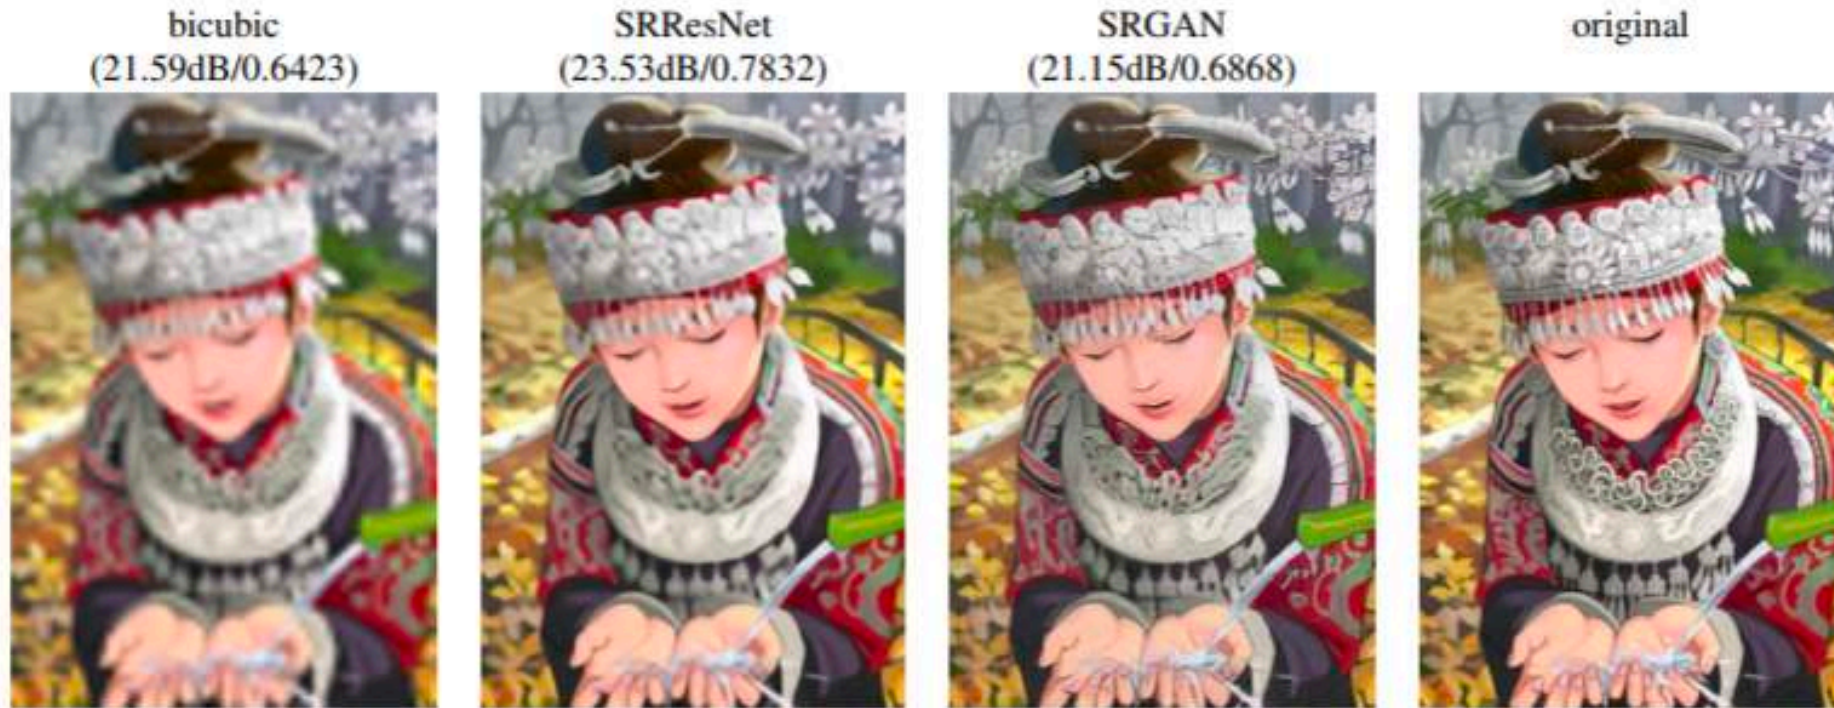 bicubic
(21.59dB/0.6423)
SRResNet
(23.53dB/0.7832)
SRGAN
(21.15dB/0.6868)
original